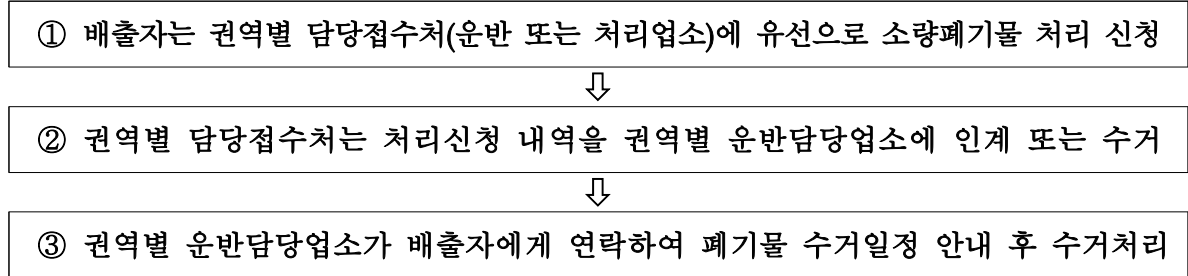 ① 배출자는 권역별 담당접수처(운반 또는 처리업소)에 유선으로 소량폐기물 처리 신청
② 권역별 담당접수처는 처리신청 내역을 권역별 운반담당업소에 인계 또는 수거
③ 권역별 운반담당업소가 배출자에게 연락하여 폐기물 수거일정 안내 후 수거처리